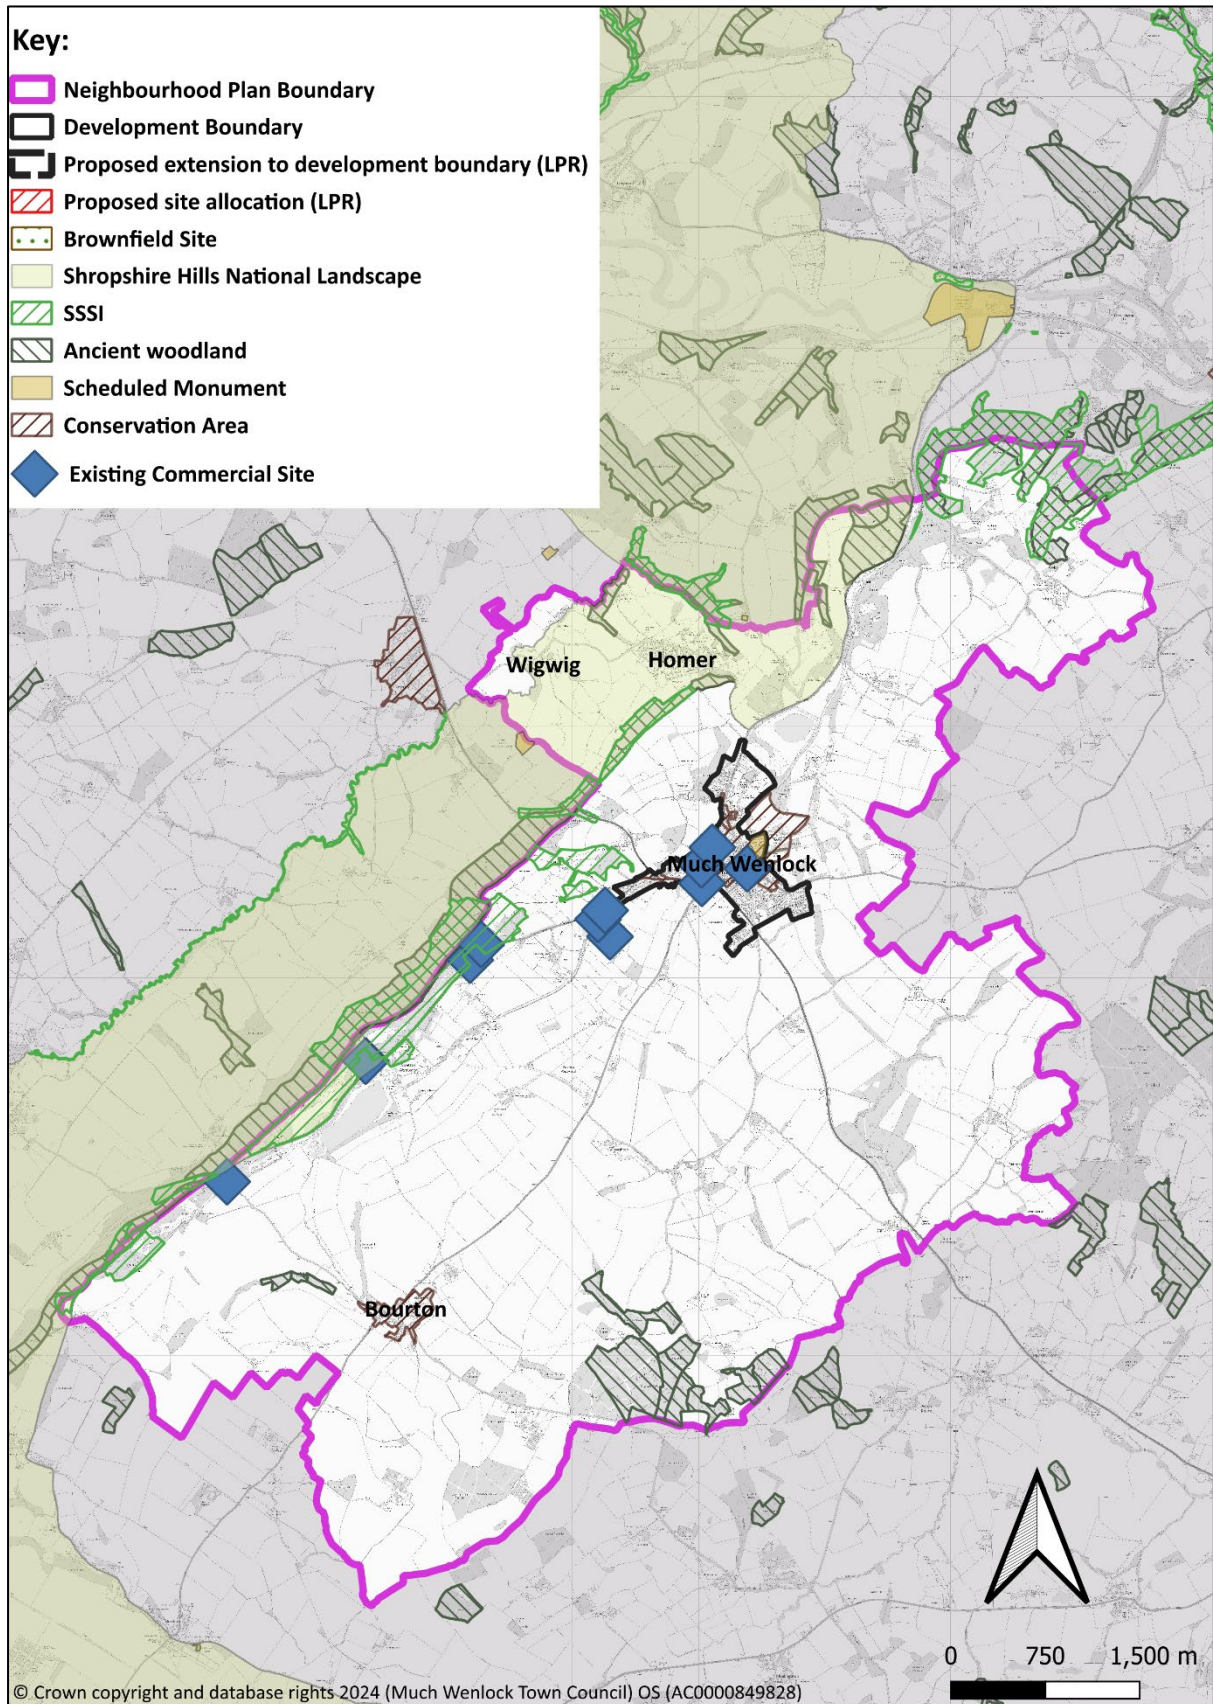 Key:
Neighbourhood Plan Boundary
Development Boundary
Proposed extension to development boundary (LPR)
Proposed site allocation (LPR)
Brownfield Site
Shropshire Hills National Landscape
SSSI
Ancient woodland
Scheduled Monument
Conservation Area
Existing Commercial Site
Wigwig
Homer
Much Wenlock
Bourton
0 750 1,500 m
© Crown copyright and database rights 2024 (Much Wenlock Town Council) OS (AC0000849828)